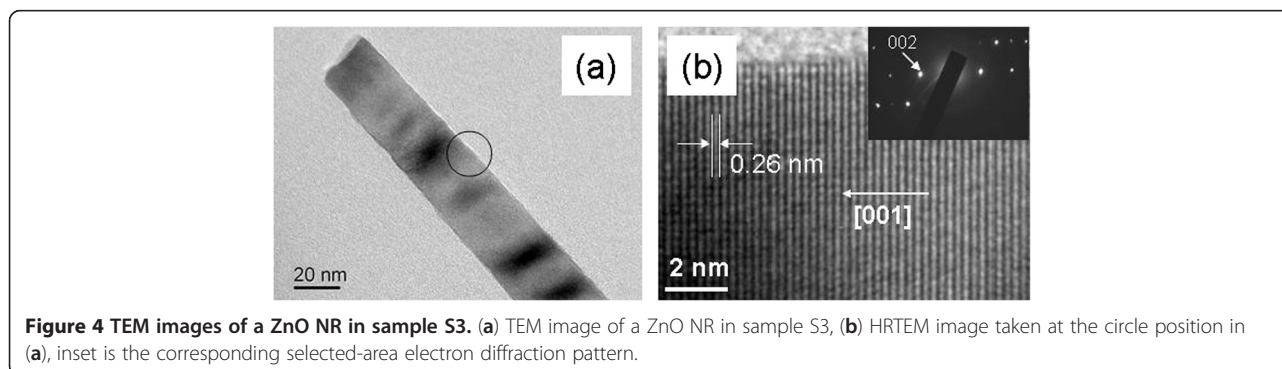 (a)
20 nm
(b)
002
0.26 nm
[001]
2 nm
Figure 4 TEM images of a ZnO NR in sample S3. (a) TEM image of a ZnO NR in sample S3, (b) HRTEM image taken at the circle position in
(a), inset is the corresponding selected-area electron diffraction pattern.